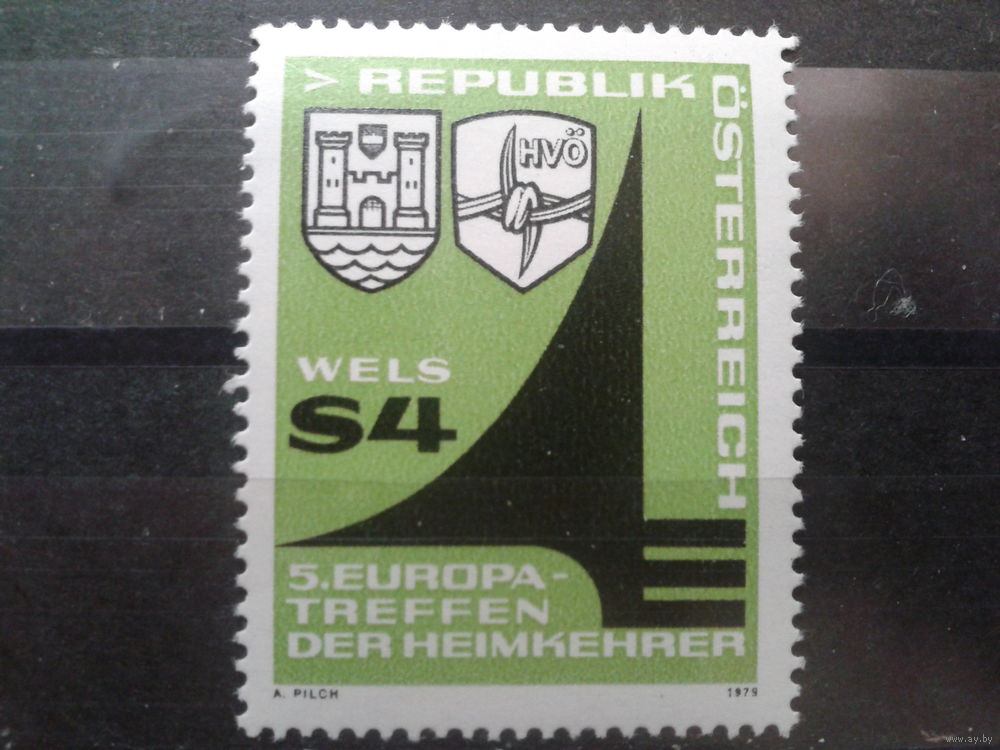 > REPUBLIK
ÖSTERREICH
HVÖ
WELS
S4
5.EUROPA-
TREFFEN
DER HEIMKEHRER
A. PILCH
1979
www.ay.by